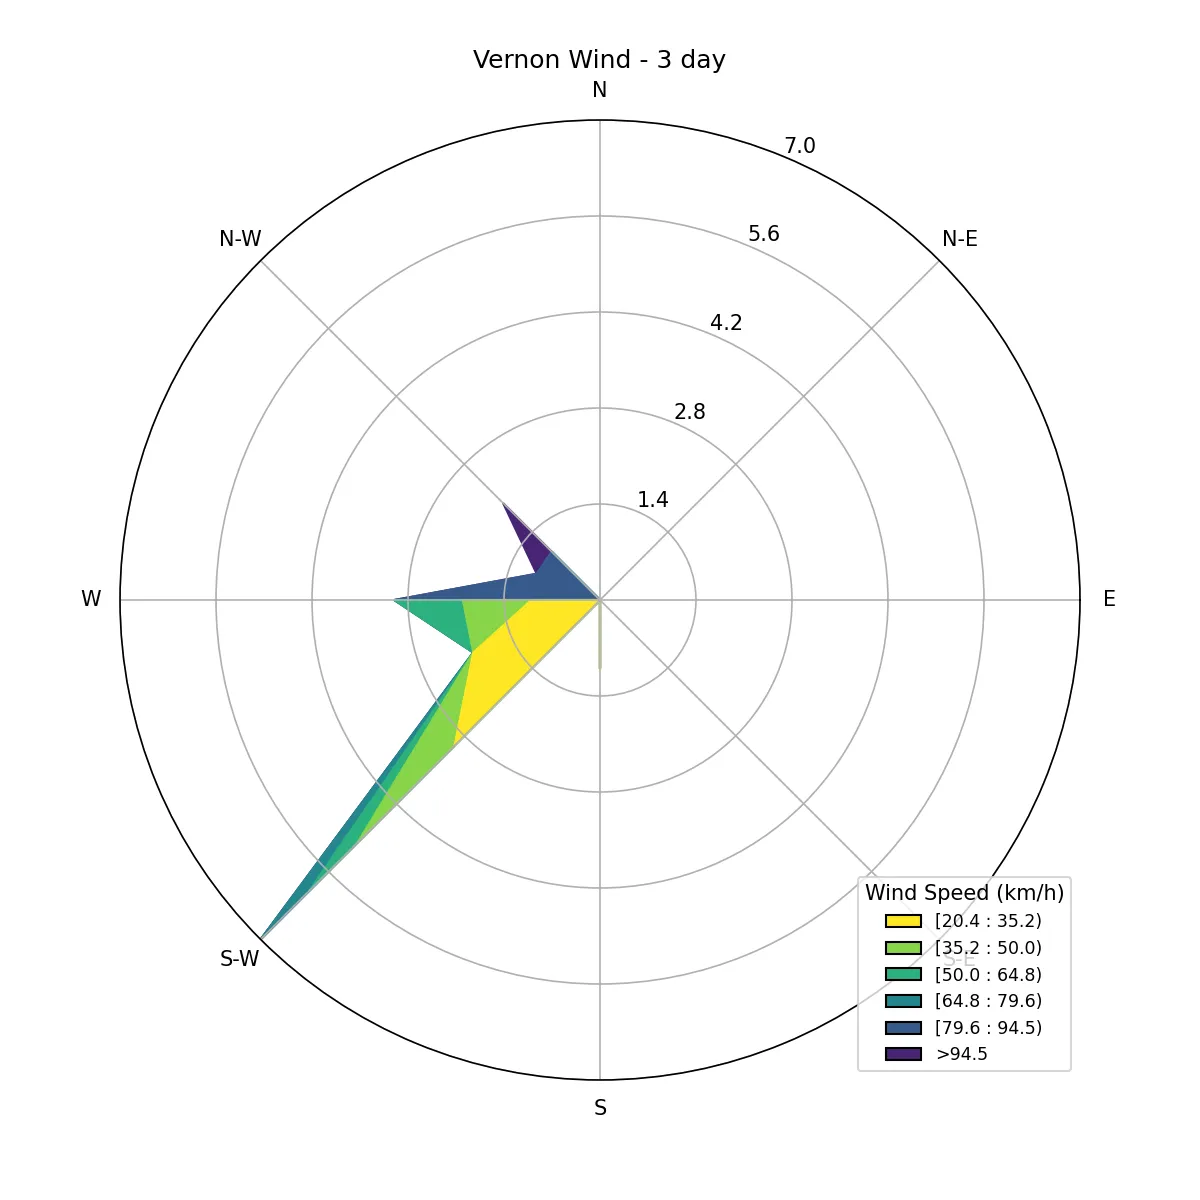 Vernon Wind - 3 day
N
7.0
N-W
5.6
N-E
4.2
2.8
1.4
W
E
S-W
S-E
Wind Speed (km/h)
[20.4 : 35.2)
[35.2 : 50.0)
[50.0 : 64.8)
[64.8 : 79.6)
[79.6 : 94.5)
>94.5
S